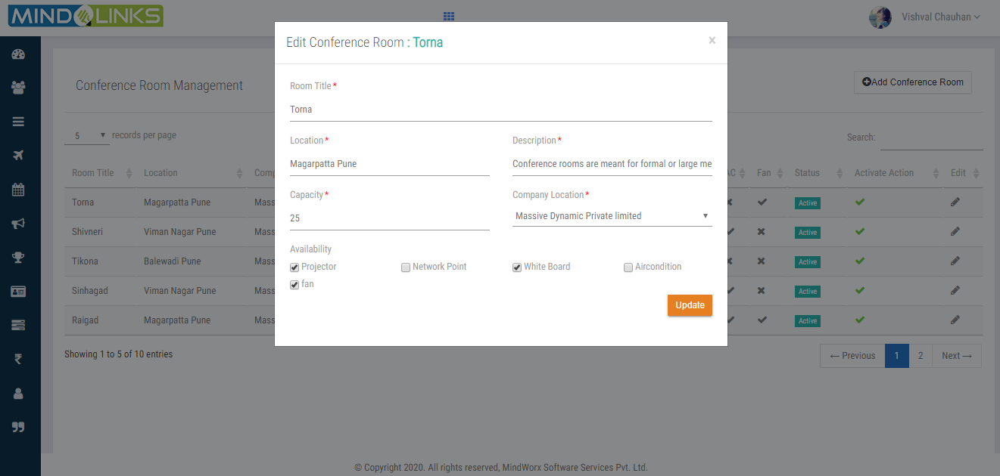 MINDLINKS
Vishval Chauhan
Edit Conference Room : Torna
×
Conference Room Management
Add Conference Room
Room Title*
Torna
5 records per page
Search:
Location*
Description*
Magarpatta Pune
Conference rooms are meant for formal or large me
Room Title Location Comp AC Fan Status Activate Action Edit
Capacity*
Company Location*
25
Massive Dynamic Private limited
Torna Magarpatta Pune Mass Active
Shivneri Viman Nagar Pune Mass Active
Tikona Balewadi Pune Mass Active
Sinhagad Viman Nagar Pune Mass Active
Raigad Magarpatta Pune Mass Active
Availability
Projector Network Point White Board Aircondition
fan
Update
Showing 1 to 5 of 10 entries
← Previous 1 2 Next →
© Copyright 2020. All rights reserved, MindWorx Software Services Pvt. Ltd.